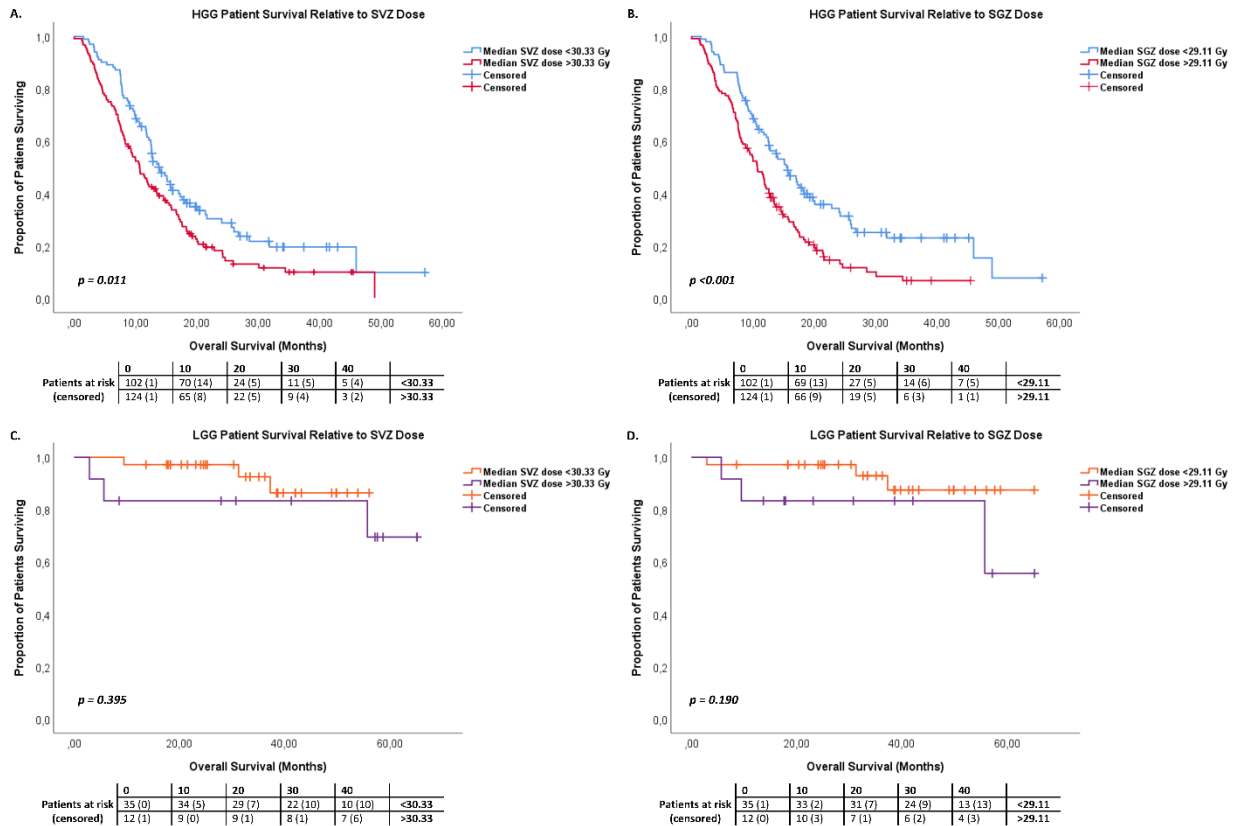 A.
HGG Patient Survival Relative to SVZ Dose
Median SVZ dose <30.33 Gy
Median SVZ dose >30.33 Gy
Censored
Censored
Proportion of Patiens Surviving
1,0
0,8
0,6
0,4
0,2
0,0
p = 0.011
,00 10,00 20,00 30,00 40,00 50,00 60,00
Overall Survival (Months)
0 10 20 30 40
Patients at risk 102 (1) 70 (14) 24 (5) 11 (5) 5 (4) <30.33
(censored) 124 (1) 65 (8) 22 (5) 9 (4) 3 (2) >30.33
B.
HGG Patient Survival Relative to SGZ Dose
Median SGZ dose <29.11 Gy
Median SGZ dose >29.11 Gy
Censored
Censored
Proportion of Patients Surviving
1,0
0,8
0,6
0,4
0,2
0,0
p <0.001
,00 10,00 20,00 30,00 40,00 50,00 60,00
Overall Survival (Months)
0 10 20 30 40
Patients at risk 102 (1) 69 (13) 27 (5) 14 (6) 7 (5) <29.11
(censored) 124 (1) 66 (9) 19 (5) 6 (3) 1 (1) >29.11
C.
LGG Patient Survival Relative to SVZ Dose
Median SVZ dose <30.33 Gy
Median SVZ dose >30.33 Gy
Censored
Censored
Proportion of Patients Surviving
1,0
0,8
0,6
0,4
0,2
0,0
p = 0.395
,00 20,00 40,00 60,00
Overall Survival (Months)
0 10 20 30 40
Patients at risk 35 (0) 34 (5) 29 (7) 22 (10) 10 (10) <30.33
(censored) 12 (1) 9 (0) 9 (1) 8 (1) 7 (6) >30.33
D.
LGG Patient Survival Relative to SGZ Dose
Median SGZ dose <29.11 Gy
Median SGZ dose >29.11 Gy
Censored
Censored
Proportion of Patients Surviving
1,0
0,8
0,6
0,4
0,2
0,0
p = 0.190
,00 20,00 40,00 60,00
Overall Survival (Months)
0 10 20 30 40
Patients at risk 35 (1) 33 (2) 31 (7) 24 (9) 13 (13) <29.11
(censored) 12 (0) 10 (3) 7 (1) 6 (2) 4 (3) >29.11